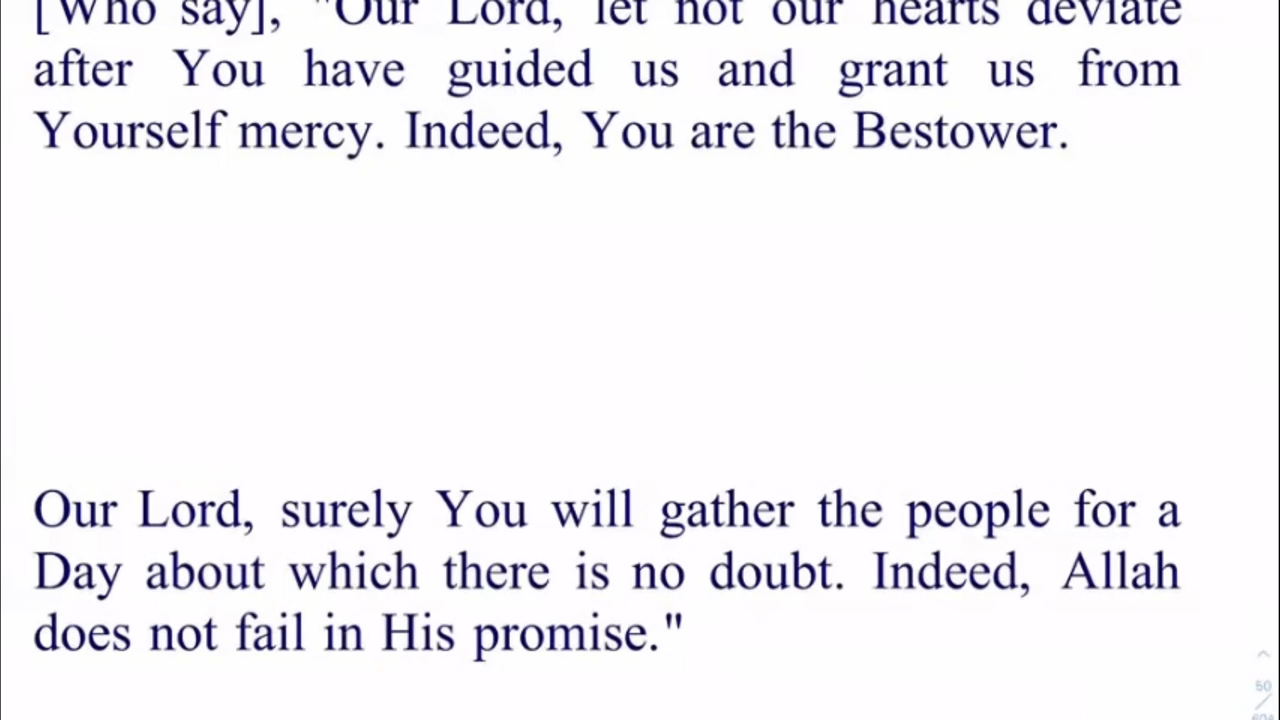 [Who say], "Our Lord, let not our hearts deviate
after You have guided us and grant us from
Yourself mercy. Indeed, You are the Bestower.
Our Lord, surely You will gather the people for a
Day about which there is no doubt. Indeed, Allah
does not fail in His promise."
50
/
604